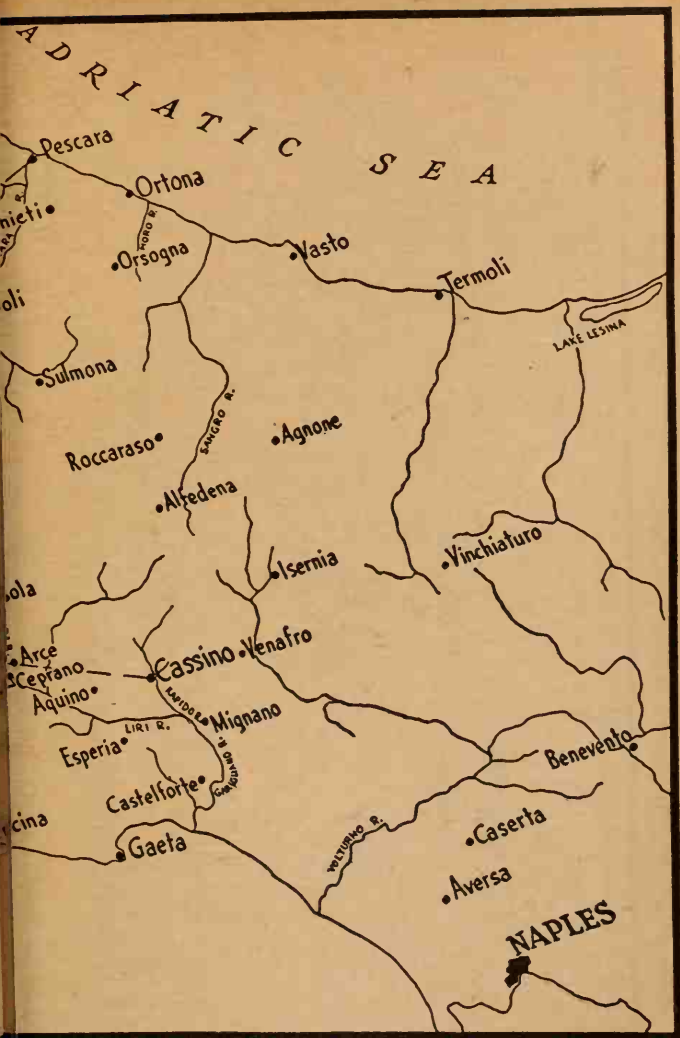 ADRIATIC SEA
Pescara
Ortona
MORO R.
Orsogna
Vasto
Termoli
LAKE LESINA
Sulmona
SANGRO R.
Agnone
Roccaraso
Alfedena
Isernia
Vinchiaturo
Arce
Ceprano
Cassino
Venafro
Aquino
RAPIDO R.
Mignano
LIRI R.
Esperia
GARIGLIANO R.
Castelforte
Benevento
Gaeta
VOLTURNO R.
Caserta
Aversa
NAPLES